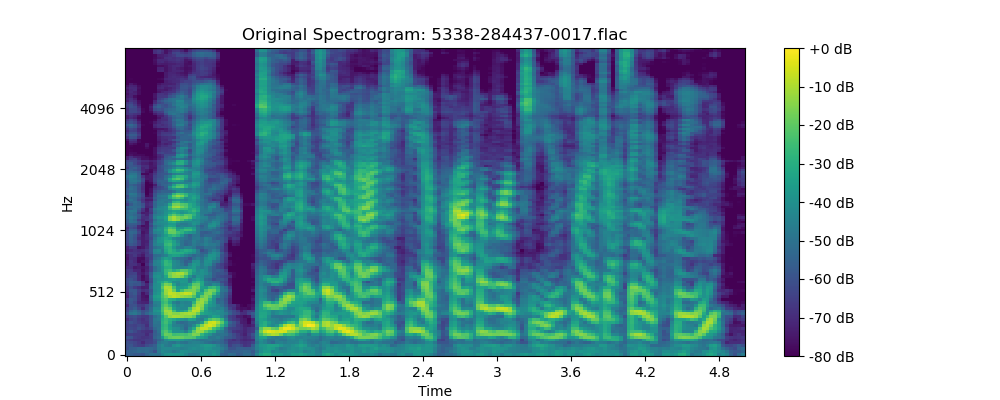 Original Spectrogram: 5338-284437-0017.flac
Hz
4096
2048
1024
512
0
0 0.6 1.2 1.8 2.4 3 3.6 4.2 4.8
Time
+0 dB
-10 dB
-20 dB
-30 dB
-40 dB
-50 dB
-60 dB
-70 dB
-80 dB